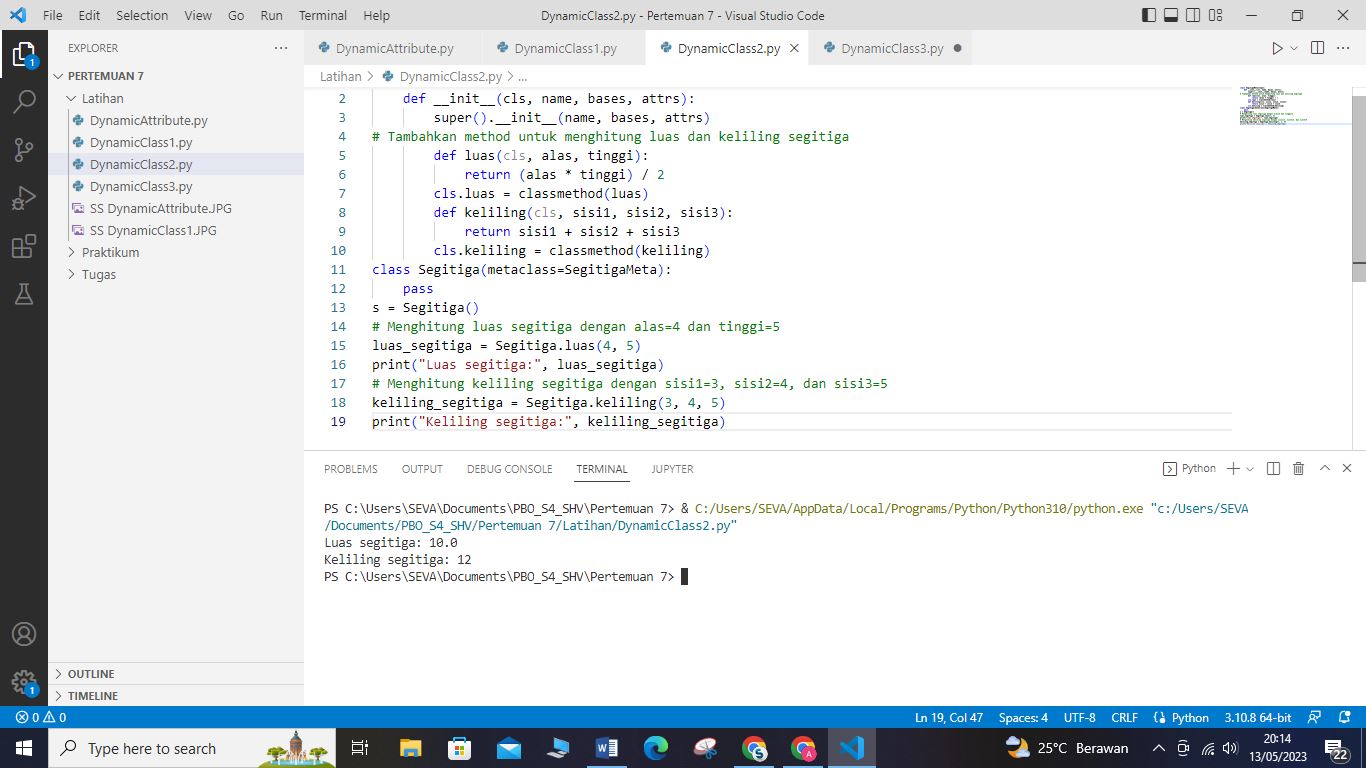 File Edit Selection View Go Run Terminal Help DynamicClass2.py - Pertemuan 7 - Visual Studio Code
EXPLORER
PERTEMUAN 7
Latihan
DynamicAttribute.py
DynamicClass1.py
DynamicClass2.py
DynamicClass3.py
SS DynamicAttribute.JPG
SS DynamicClass1.JPG
Praktikum
Tugas
OUTLINE
TIMELINE
1
1
DynamicAttribute.py DynamicClass1.py DynamicClass2.py DynamicClass3.py
Latihan > DynamicClass2.py > ...
2 def __init__(cls, name, bases, attrs):
3 super().__init__(name, bases, attrs)
4 # Tambahkan method untuk menghitung luas dan keliling segitiga
5 def luas(cls, alas, tinggi):
6 return (alas * tinggi) / 2
7 cls.luas = classmethod(luas)
8 def keliling(cls, sisi1, sisi2, sisi3):
9 return sisi1 + sisi2 + sisi3
10 cls.keliling = classmethod(keliling)
11 class Segitiga(metaclass=SegitigaMeta):
12 pass
13 s = Segitiga()
14 # Menghitung luas segitiga dengan alas=4 dan tinggi=5
15 luas_segitiga = Segitiga.luas(4, 5)
16 print("Luas segitiga:", luas_segitiga)
17 # Menghitung keliling segitiga dengan sisi1=3, sisi2=4, dan sisi3=5
18 keliling_segitiga = Segitiga.keliling(3, 4, 5)
19 print("Keliling segitiga:", keliling_segitiga)
PROBLEMS OUTPUT DEBUG CONSOLE TERMINAL JUPYTER Python
PS C:\Users\SEVA\Documents\PBO_S4_SHV\Pertemuan 7> & C:/Users/SEVA/AppData/Local/Programs/Python/Python310/python.exe "c:/Users/SEVA
/Documents/PBO_S4_SHV/Pertemuan 7/Latihan/DynamicClass2.py"
Luas segitiga: 10.0
Keliling segitiga: 12
PS C:\Users\SEVA\Documents\PBO_S4_SHV\Pertemuan 7>
0 0 Ln 19, Col 47 Spaces: 4 UTF-8 CRLF Python 3.10.8 64-bit
Type here to search 25°C Berawan 20:14
13/05/2023 22